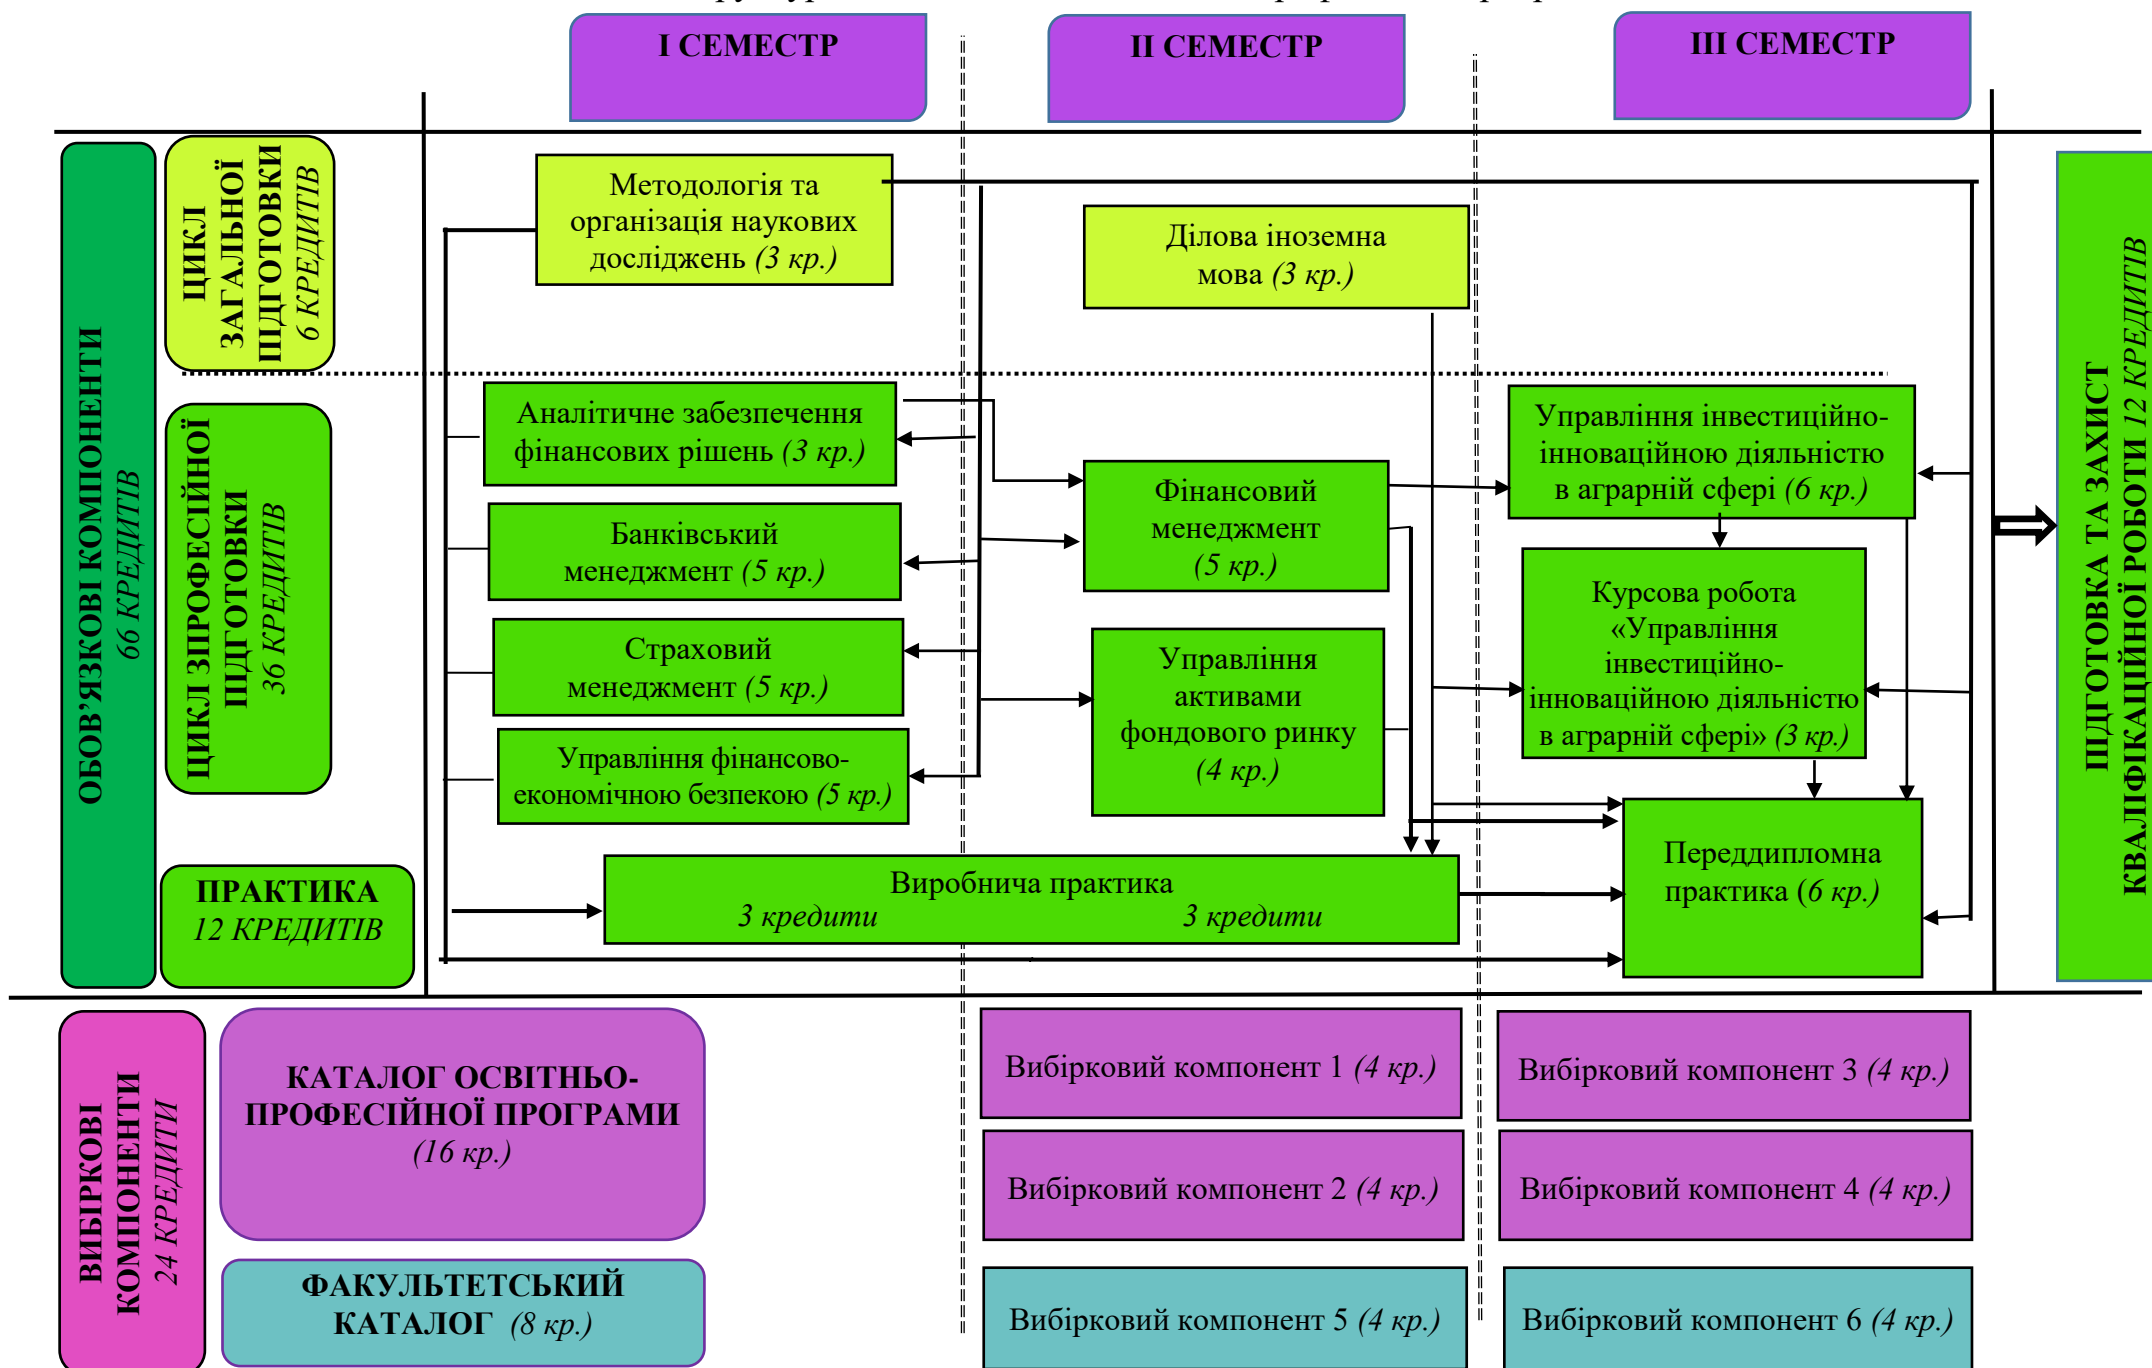 І СЕМЕСТР
ІІ СЕМЕСТР
ІІІ СЕМЕСТР
ОБОВ’ЯЗКОВІ КОМПОНЕНТИ
66 КРЕДИТІВ
ЦИКЛ
ЗАГАЛЬНОЇ
ПІДГОТОВКИ
6 КРЕДИТІВ
Методологія та
організація наукових
досліджень (3 кр.)
Ділова іноземна
мова (3 кр.)
ЦИКЛ ЗПРОФЕСІЙНОЇ
ПІДГОТОВКИ
36 КРЕДИТІВ
Аналітичне забезпечення
фінансових рішень (3 кр.)
Банківський
менеджмент (5 кр.)
Страховий
менеджмент (5 кр.)
Управління фінансово-
економічною безпекою (5 кр.)
Фінансовий
менеджмент
(5 кр.)
Управління
активами
фондового ринку
(4 кр.)
Управління інвестиційно-
інноваційною діяльністю
в аграрній сфері (6 кр.)
Курсова робота
«Управління
інвестиційно-
інноваційною діяльністю
в аграрній сфері» (3 кр.)
ПРАКТИКА
12 КРЕДИТІВ
Виробнича практика
3 кредити 3 кредити
Переддипломна
практика (6 кр.)
ПІДГОТОВКА ТА ЗАХИСТ
КВАЛІФІКАЦІЙНОЇ РОБОТИ 12 КРЕДИТІВ
ВИБІРКОВІ
КОМПОНЕНТИ
24 КРЕДИТИ
КАТАЛОГ ОСВІТНЬО-
ПРОФЕСІЙНОЇ ПРОГРАМИ
(16 кр.)
Вибірковий компонент 1 (4 кр.)
Вибірковий компонент 3 (4 кр.)
Вибірковий компонент 2 (4 кр.)
Вибірковий компонент 4 (4 кр.)
ФАКУЛЬТЕТСЬКИЙ
КАТАЛОГ (8 кр.)
Вибірковий компонент 5 (4 кр.)
Вибірковий компонент 6 (4 кр.)